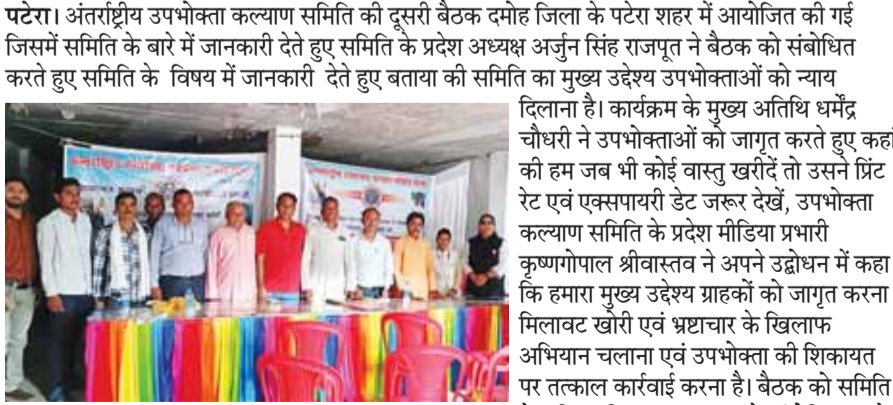 पटेरा। अंतर्राष्ट्रीय उपभोक्ता कल्याण समिति की दूसरी बैठक दमोह जिला के पटेरा शहर में आयोजित की गई
जिसमें समिति के बारे में जानकारी देते हुए समिति के प्रदेश अध्यक्ष अर्जुन सिंह राजपूत ने बैठक को संबोधित
करते हुए समिति के विषय में जानकारी देते हुए बताया की समिति का मुख्य उद्देश्य उपभोक्ताओं को न्याय
दिलाना है। कार्यक्रम के मुख्य अतिथि धर्मेंद्र
चौधरी ने उपभोक्ताओं को जागृत करते हुए कहा
की हम जब भी कोई वास्तु खरीदें तो उसने प्रिंट
रेट एवं एक्सपायरी डेट जरूर देखें, उपभोक्ता
कल्याण समिति के प्रदेश मीडिया प्रभारी
कृष्णगोपाल श्रीवास्तव ने अपने उद्बोधन में कहा
कि हमारा मुख्य उद्देश्य ग्राहकों को जागृत करना
मिलावट खोरी एवं भ्रष्टाचार के खिलाफ
अभियान चलाना एवं उपभोक्ता की शिकायत
पर तत्काल कार्रवाई करना है। बैठक को समिति